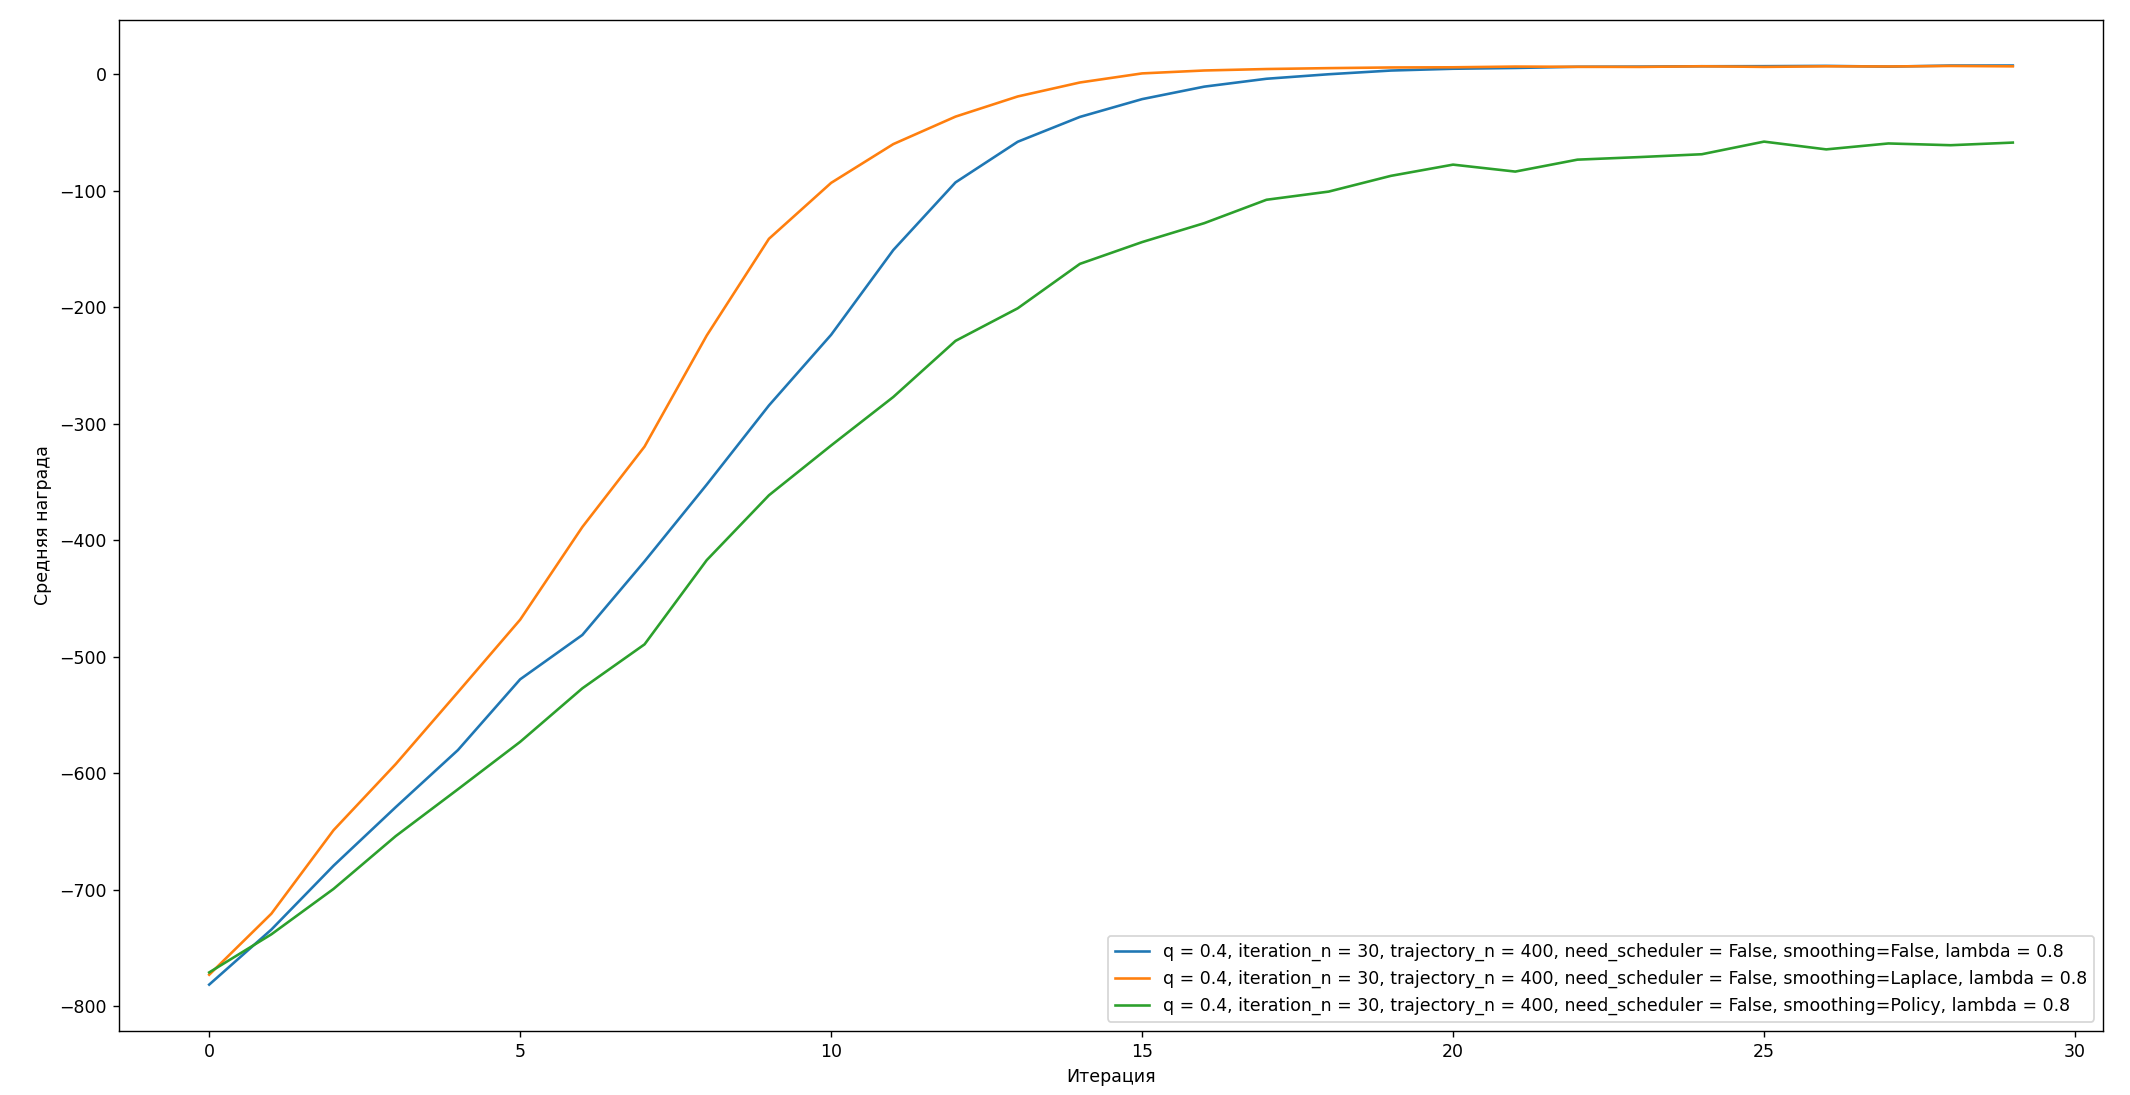 0
−100
−200
−300
−400
−500
−600
−700
−800
Средняя награда
0 5 10 15 20 25 30
Итерация
q = 0.4, iteration_n = 30, trajectory_n = 400, need_scheduler = False, smoothing=False, lambda = 0.8
q = 0.4, iteration_n = 30, trajectory_n = 400, need_scheduler = False, smoothing=Laplace, lambda = 0.8
q = 0.4, iteration_n = 30, trajectory_n = 400, need_scheduler = False, smoothing=Policy, lambda = 0.8